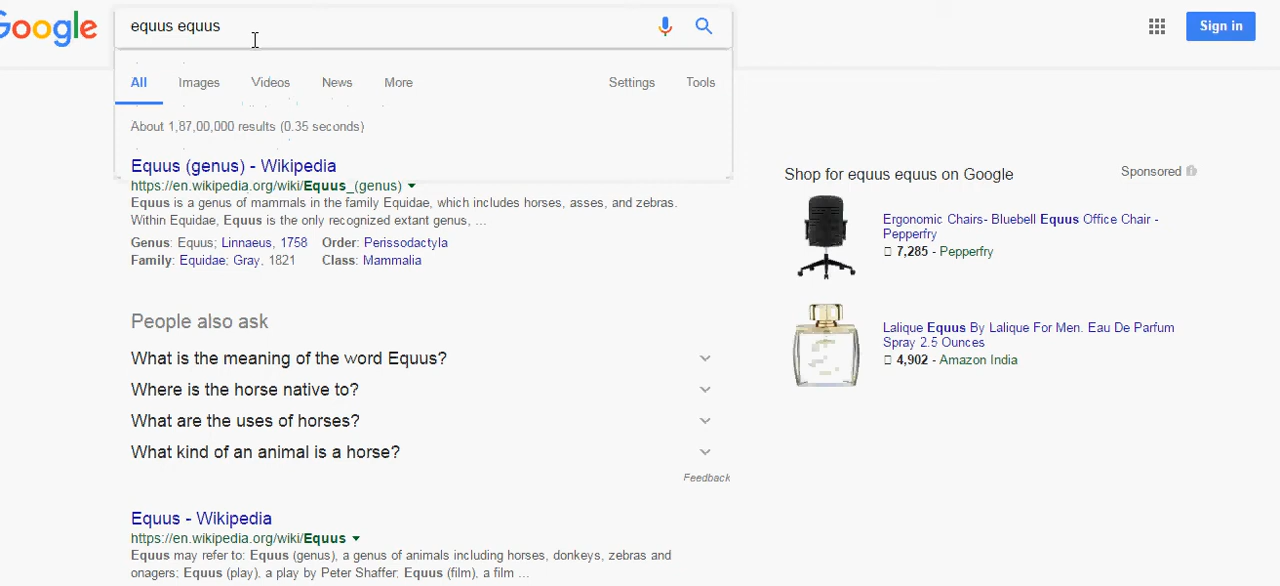 Google
equus equus
Sign in
All Images Videos News More Settings Tools
About 1,87,00,000 results (0.35 seconds)
Equus (genus) - Wikipedia
https://en.wikipedia.org/wiki/Equus_(genus)
Equus is a genus of mammals in the family Equidae, which includes horses, asses, and zebras.
Within Equidae, Equus is the only recognized extant genus, ...
Genus: Equus; Linnaeus, 1758 Order: Perissodactyla
Family: Equidae; Gray, 1821 Class: Mammalia
People also ask
What is the meaning of the word Equus?
Where is the horse native to?
What are the uses of horses?
What kind of an animal is a horse?
Feedback
Equus - Wikipedia
https://en.wikipedia.org/wiki/Equus
Equus may refer to: Equus (genus), a genus of animals including horses, donkeys, zebras and
onagers; Equus (play), a play by Peter Shaffer. Equus (film), a film ...
Shop for equus equus on Google
Sponsored
Ergonomic Chairs- Bluebell Equus Office Chair -
Pepperfry
7,285 - Pepperfry
Lalique Equus By Lalique For Men. Eau De Parfum
Spray 2.5 Ounces
4,902 - Amazon India